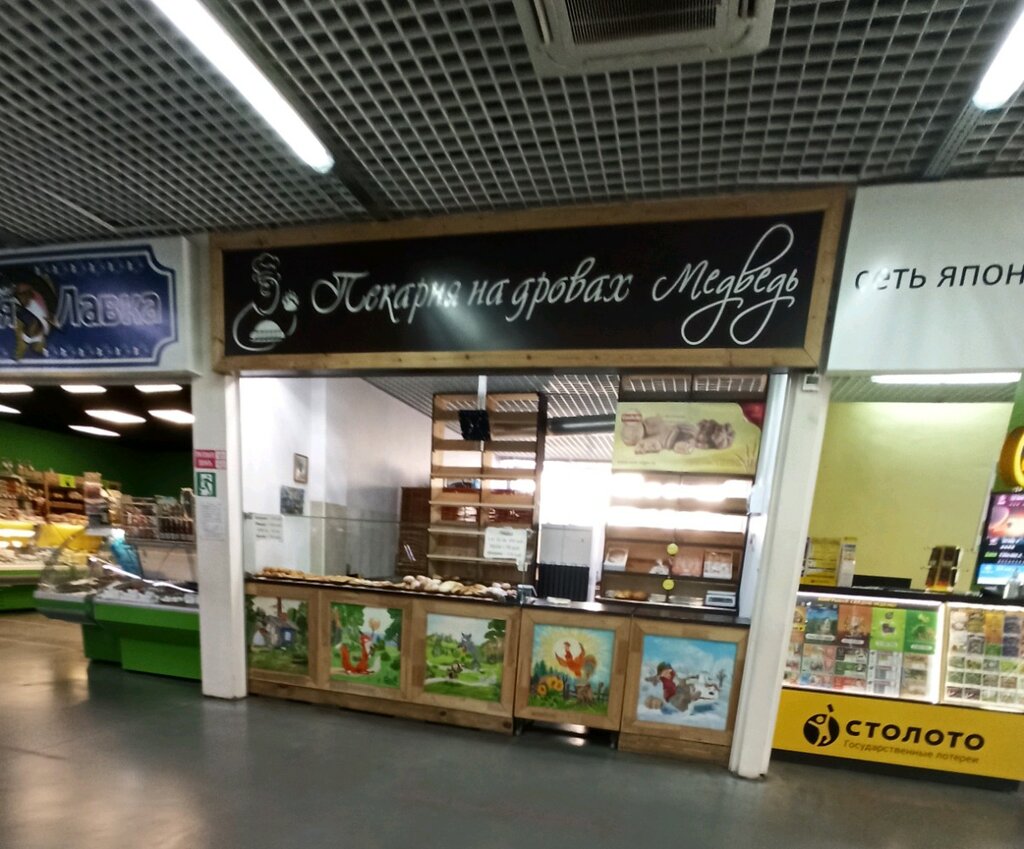 Лавка
Пекарня на дровах Медведь
сеть япон
СТОЛОТО
Государственные лотереи